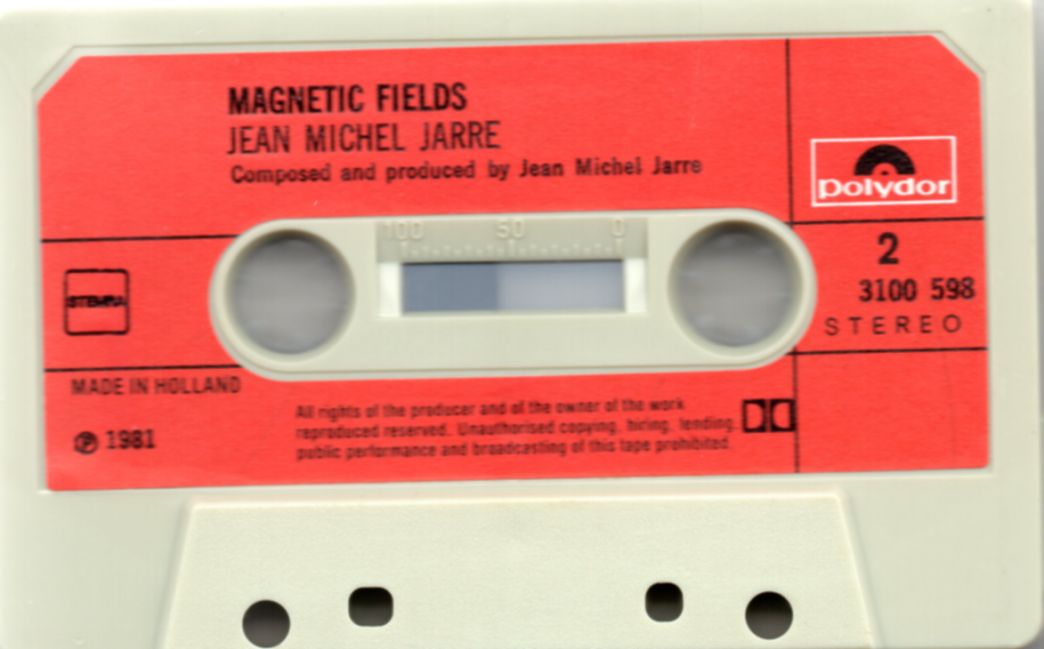 MAGNETIC FIELDS
JEAN MICHEL JARRE
Composed and produced by Jean Michel Jarre
polydor
100 50 0
2
3100 598
STEREO
STEMRA
MADE IN HOLLAND
℗ 1981
All rights of the producer and of the owner of the work
reproduced reserved. Unauthorised copying, hiring, lending,
public performance and broadcasting of this tape prohibited.